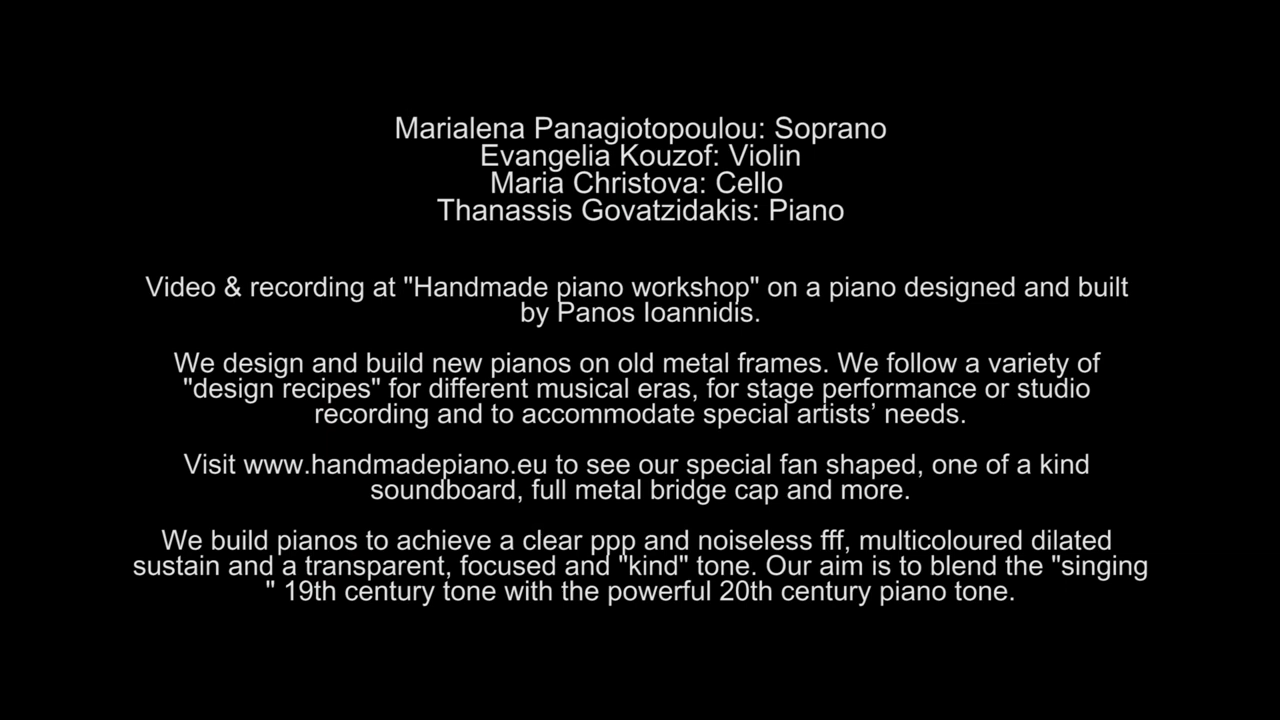 Marialena Panagiotopoulou: Soprano
Evangelia Kouzof: Violin
Maria Christova: Cello
Thanassis Govatzidakis: Piano
Video & recording at "Handmade piano workshop" on a piano designed and built
by Panos Ioannidis.
We design and build new pianos on old metal frames. We follow a variety of
"design recipes" for different musical eras, for stage performance or studio
recording and to accommodate special artists’ needs.
Visit www.handmadepiano.eu to see our special fan shaped, one of a kind
soundboard, full metal bridge cap and more.
We build pianos to achieve a clear ppp and noiseless fff, multicoloured dilated
sustain and a transparent, focused and "kind" tone. Our aim is to blend the "singing
" 19th century tone with the powerful 20th century piano tone.